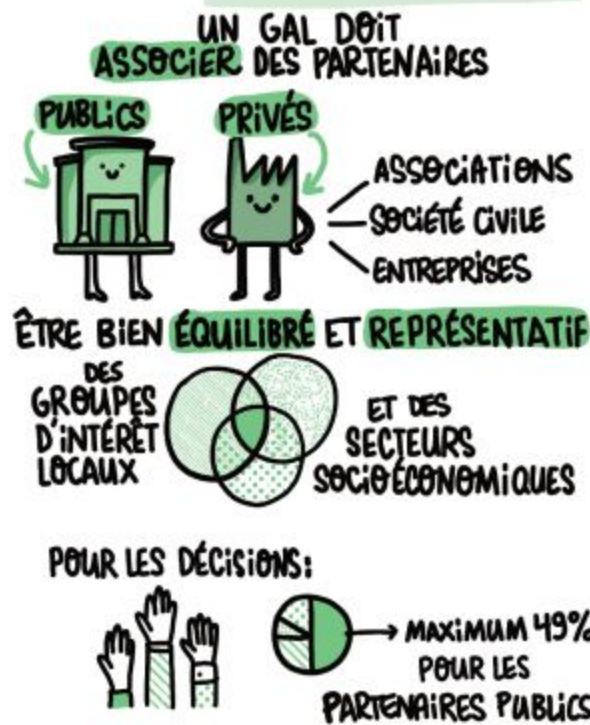 UN GAL DOIT
ASSOCIER DES PARTENAIRES
PUBLICS
PRIVÉS
ASSOCIATIONS
SOCIÉTÉ CIVILE
ENTREPRISES
ÊTRE BIEN ÉQUILIBRÉ ET REPRÉSENTATIF
DES
GROUPES
D'INTÉRÊT
LOCAUX
ET DES
SECTEURS
SOCIOÉCONOMIQUES
POUR LES DÉCISIONS:
MAXIMUM 49%
POUR LES
PARTENAIRES PUBLICS